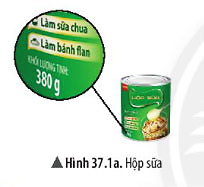 Làm sữa chua
Làm bánh flan
KHỐI LƯỢNG TỊNH:
380 g
▲ Hình 37.1a. Hộp sữa